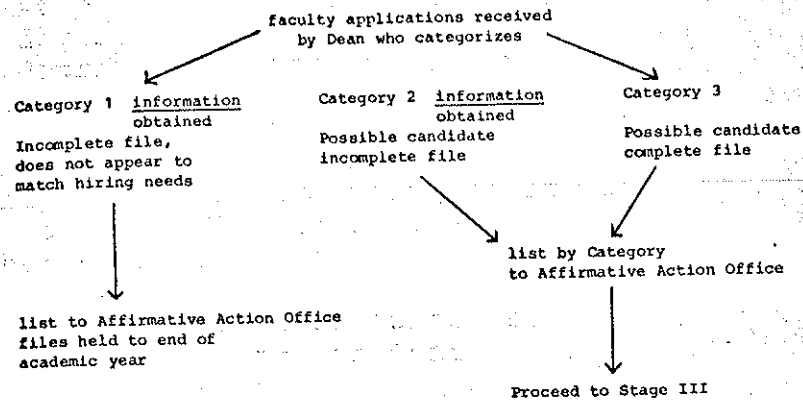 faculty applications received
by Dean who categorizes
Category 1 information
obtained
Incomplete file,
does not appear to
match hiring needs
Category 2 information
obtained
Possible candidate
incomplete file
Category 3
Possible candidate
complete file
list by Category
to Affirmative Action Office
list to Affirmative Action Office
files held to end of
academic year
Proceed to Stage III